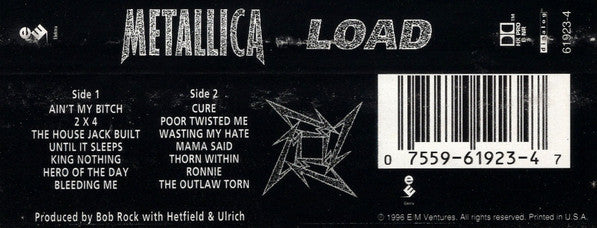 METALLICA LOAD
Elektra
61923-4
Side 1
AIN'T MY BITCH
2 X 4
THE HOUSE JACK BUILT
UNTIL IT SLEEPS
KING NOTHING
HERO OF THE DAY
BLEEDING ME
Side 2
CURE
POOR TWISTED ME
WASTING MY HATE
MAMA SAID
THORN WITHIN
RONNIE
THE OUTLAW TORN
0 7559-61923-4 7
Produced by Bob Rock with Hetfield & Ulrich
℗ 1996 E/M Ventures. All rights reserved. Printed in U.S.A.